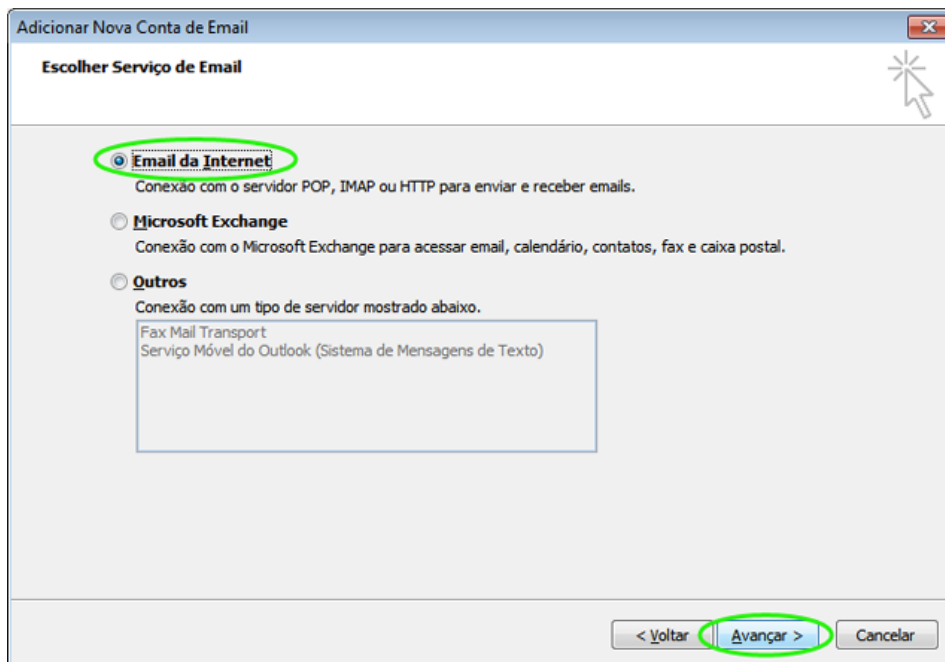 Adicionar Nova Conta de Email
Escolher Serviço de Email
Email da Internet
Conexão com o servidor POP, IMAP ou HTTP para enviar e receber emails.
Microsoft Exchange
Conexão com o Microsoft Exchange para acessar email, calendário, contatos, fax e caixa postal.
Outros
Conexão com um tipo de servidor mostrado abaixo.
Fax Mail Transport
Serviço Móvel do Outlook (Sistema de Mensagens de Texto)
< Voltar Avançar > Cancelar